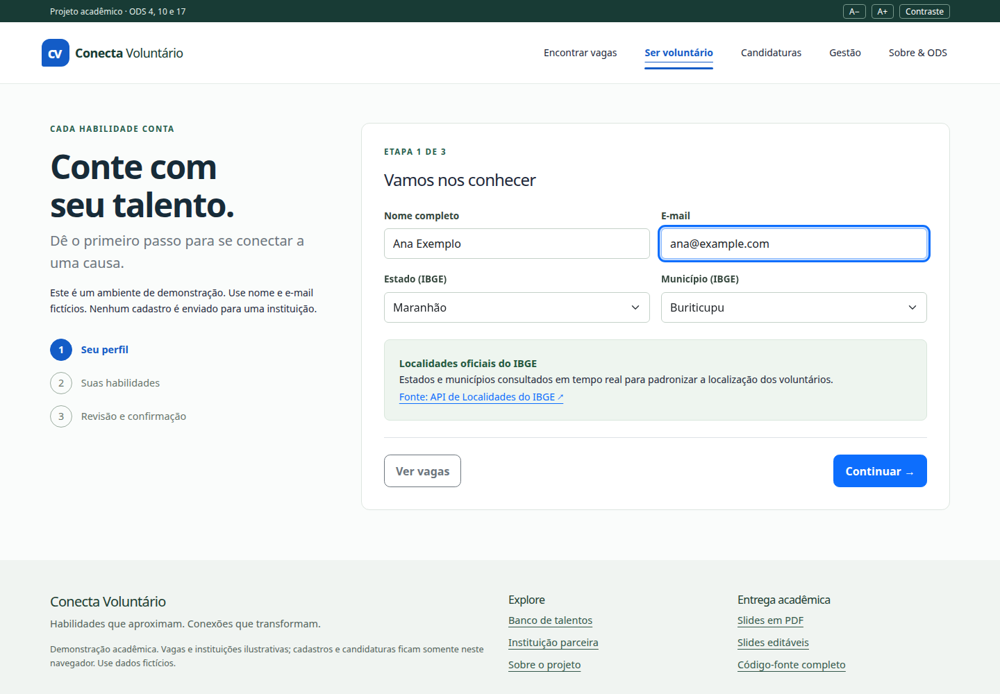 Projeto acadêmico · ODS 4, 10 e 17
A−
A+
Contraste
cv
Conecta Voluntário
Encontrar vagas
Ser voluntário
Candidaturas
Gestão
Sobre & ODS
CADA HABILIDADE CONTA
Conte com
seu talento.
Dê o primeiro passo para se conectar a
uma causa.
Este é um ambiente de demonstração. Use nome e e-mail
fictícios. Nenhum cadastro é enviado para uma instituição.
1 Seu perfil
2 Suas habilidades
3 Revisão e confirmação
ETAPA 1 DE 3
Vamos nos conhecer
Nome completo
Ana Exemplo
E-mail
ana@example.com
Estado (IBGE)
Maranhão
Município (IBGE)
Buriticupu
Localidades oficiais do IBGE
Estados e municípios consultados em tempo real para padronizar a localização dos voluntários.
Fonte: API de Localidades do IBGE ↗
Ver vagas
Continuar →
Conecta Voluntário
Habilidades que aproximam. Conexões que transformam.
Demonstração acadêmica. Vagas e instituições ilustrativas; cadastros e candidaturas ficam somente neste
navegador. Use dados fictícios.
Explore
Banco de talentos
Instituição parceira
Sobre o projeto
Entrega acadêmica
Slides em PDF
Slides editáveis
Código-fonte completo